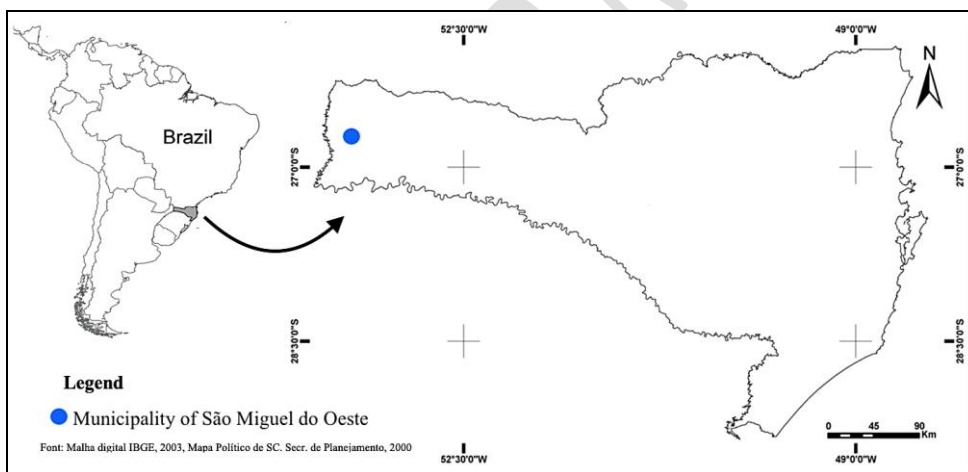 52°30'0"W
49°0'0"W
N
Brazil
27°0'0"S
27°0'0"S
28°30'0"S
28°30'0"S
Legend
Municipality of São Miguel do Oeste
Font: Malha digital IBGE, 2003, Mapa Político de SC. Secr. de Planejamento, 2000
0 45 90
Km
52°30'0"W
49°0'0"W